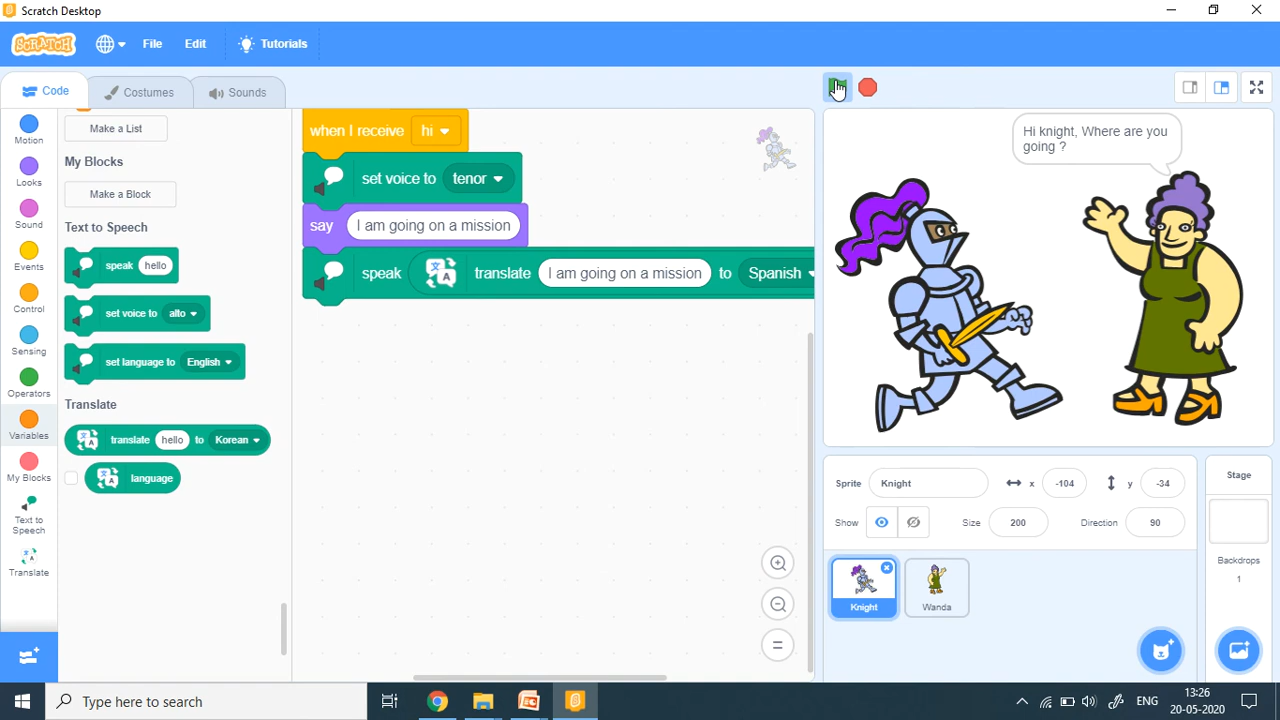 Scratch Desktop
SCRATCH
File
Edit
Tutorials
Code
Costumes
Sounds
Motion
Looks
Sound
Events
Control
Sensing
Operators
Variables
My Blocks
Text to
Speech
Translate
Make a List
My Blocks
Make a Block
Text to Speech
speak hello
set voice to alto
set language to English
Translate
translate hello to Korean
language
when I receive hi
set voice to tenor
say I am going on a mission
speak translate I am going on a mission to Spanish
Hi knight, Where are you
going ?
Sprite Knight x -104 y -34
Show Size 200 Direction 90
Knight
Wanda
Stage
Backdrops
1
Type here to search
ENG
13:26
20-05-2020